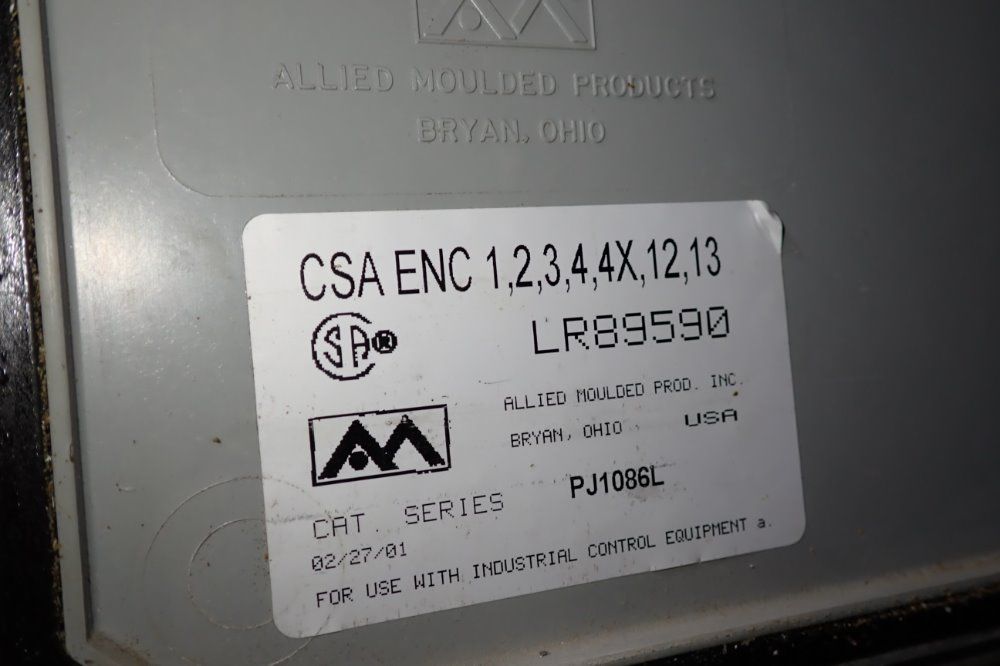 ALLIED MOULDED PRODUCTS
BRYAN, OHIO
CSA ENC 1,2,3,4,4X,12,13
CSA® LR89590
ALLIED MOULDED PROD. INC.
BRYAN, OHIO USA
PJ1086L
CAT. SERIES
02/27/01
FOR USE WITH INDUSTRIAL CONTROL EQUIPMENT a.